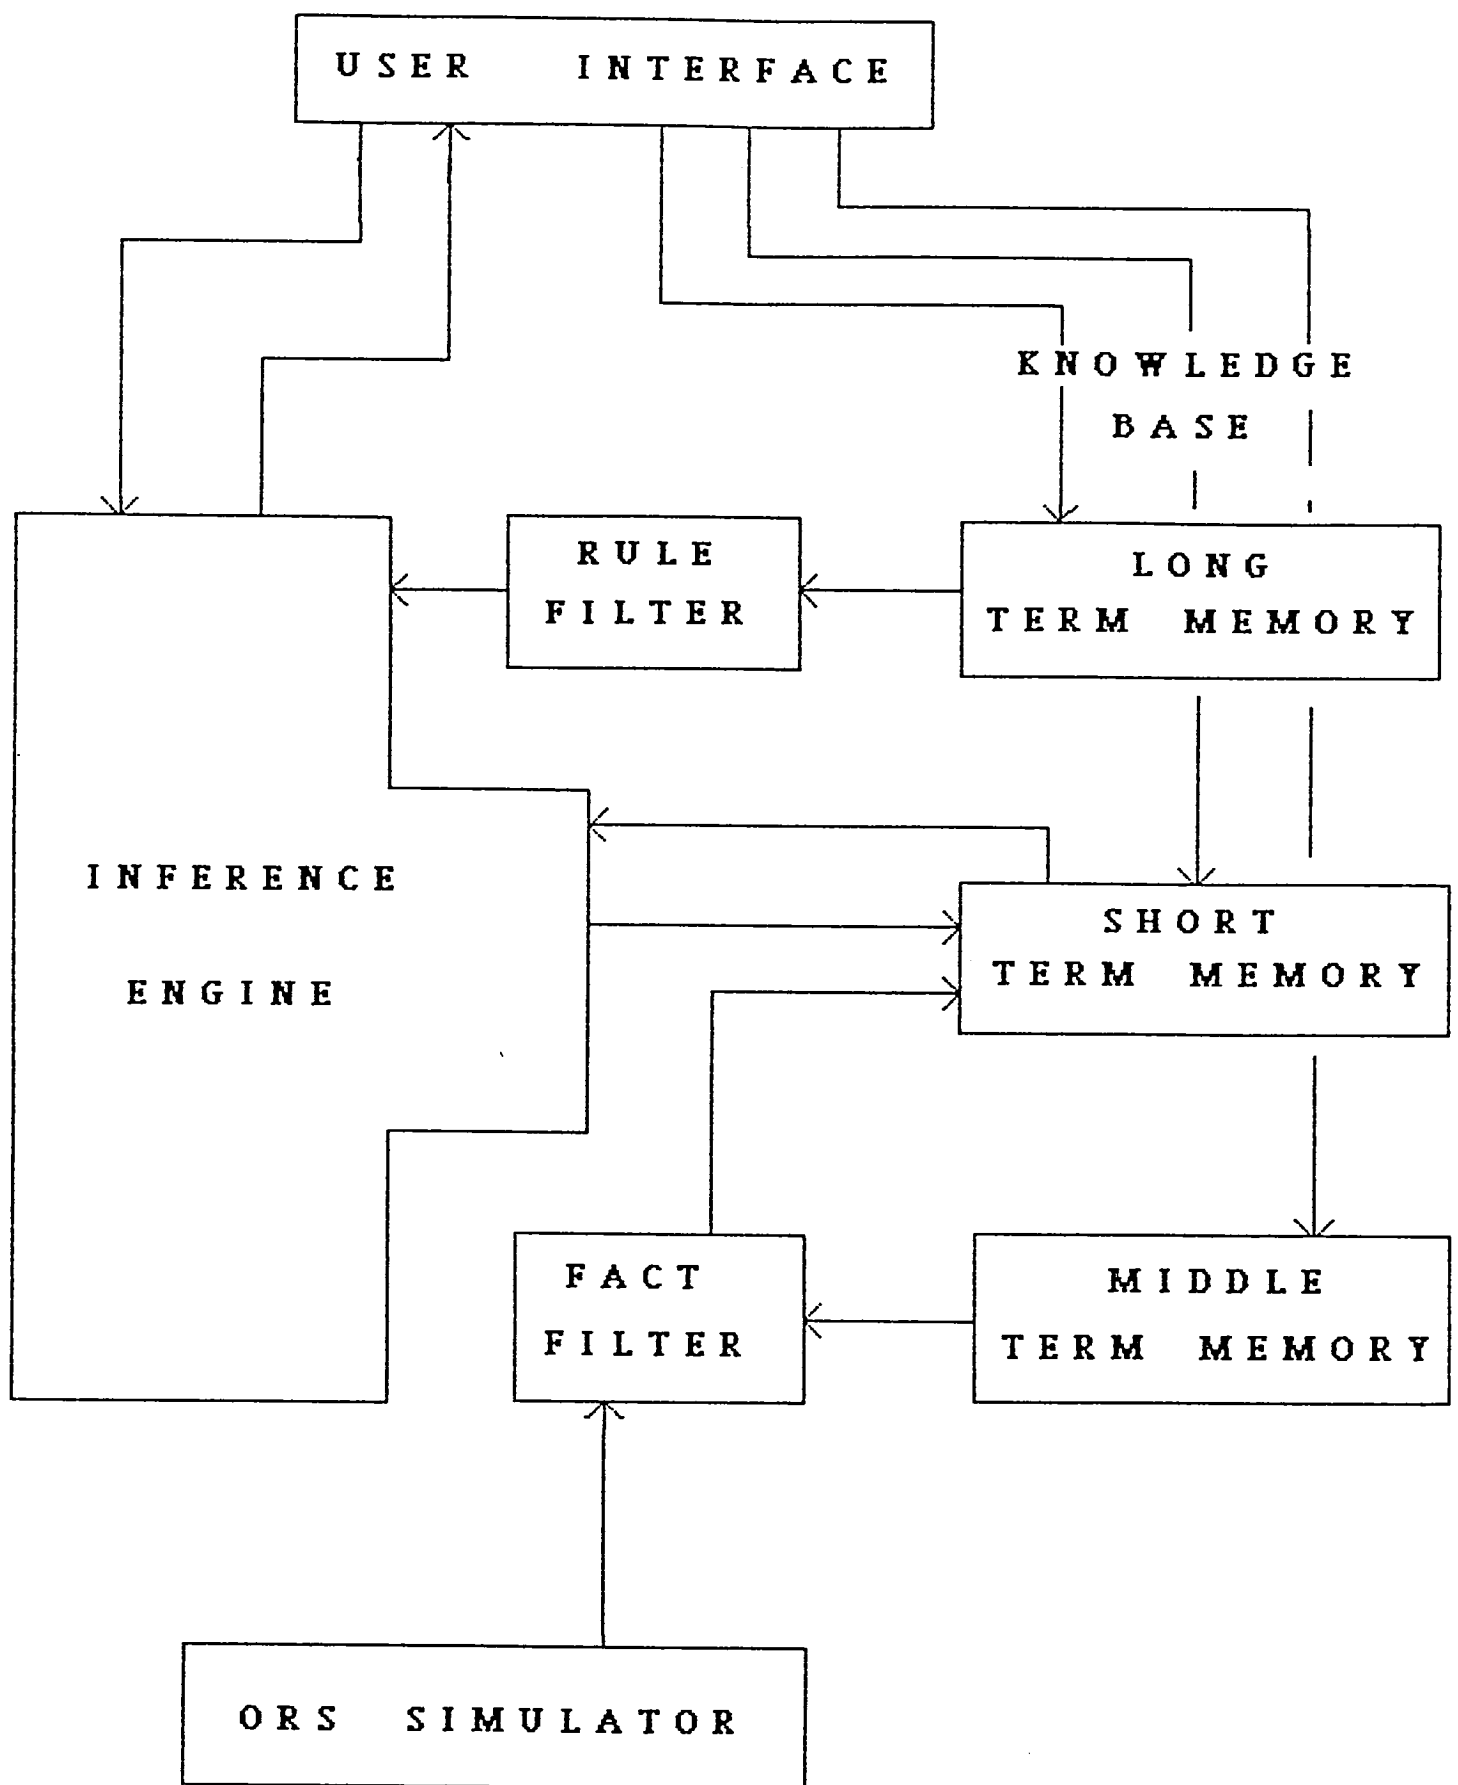 USER INTERFACE
KNOWLEDGE
BASE
RULE
FILTER
LONG
TERM MEMORY
INFERENCE
ENGINE
SHORT
TERM MEMORY
FACT
FILTER
MIDDLE
TERM MEMORY
ORS SIMULATOR